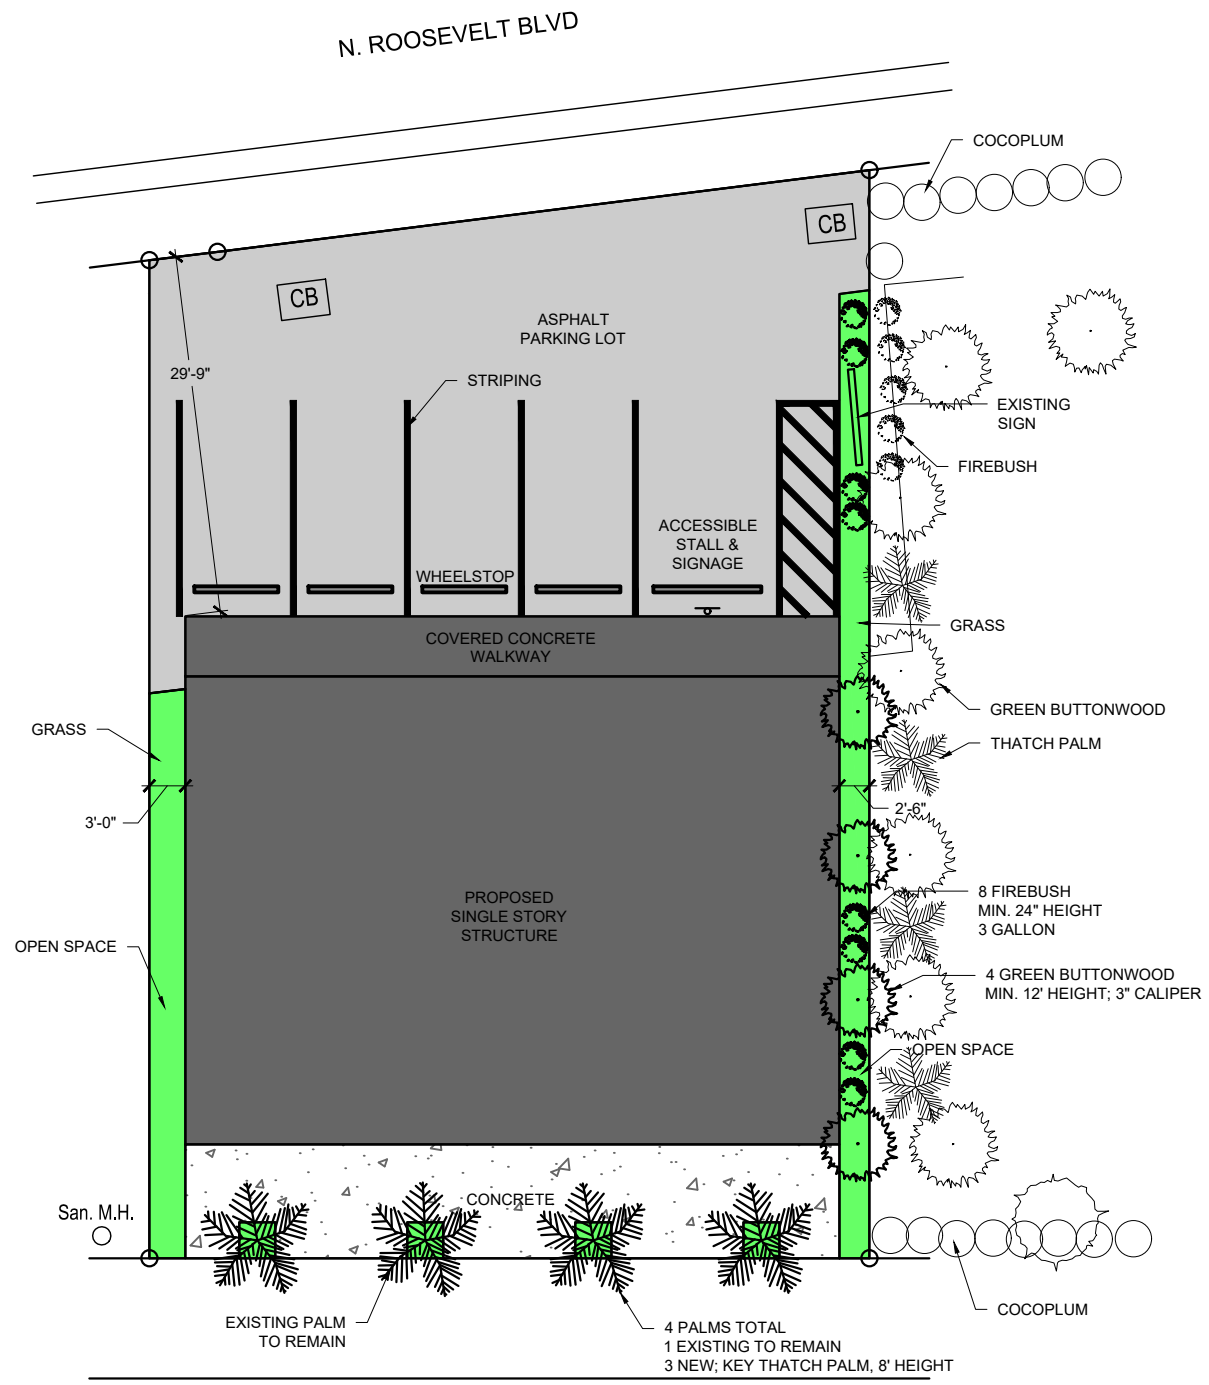 N. ROOSEVELT BLVD
COCOPLUM
CB
CB
ASPHALT
PARKING LOT
29'-9"
STRIPING
EXISTING
SIGN
FIREBUSH
ACCESSIBLE
STALL &
SIGNAGE
WHEELSTOP
GRASS
COVERED CONCRETE
WALKWAY
GREEN BUTTONWOOD
GRASS
THATCH PALM
3'-0"
2'-6"
PROPOSED
SINGLE STORY
STRUCTURE
8 FIREBUSH
MIN. 24" HEIGHT
3 GALLON
OPEN SPACE
4 GREEN BUTTONWOOD
MIN. 12' HEIGHT; 3" CALIPER
OPEN SPACE
CONCRETE
San. M.H.
COCOPLUM
EXISTING PALM
TO REMAIN
4 PALMS TOTAL
1 EXISTING TO REMAIN
3 NEW; KEY THATCH PALM, 8' HEIGHT